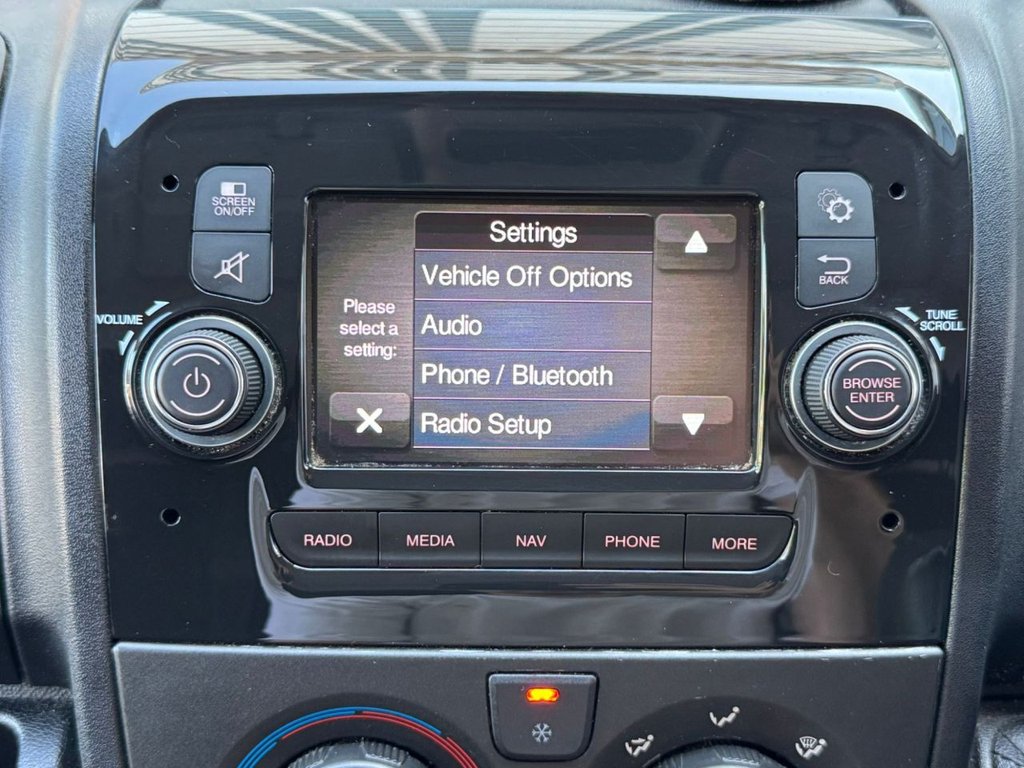 SCREEN
ON/OFF
VOLUME
Settings
Vehicle Off Options
Audio
Phone / Bluetooth
Radio Setup
Please
select a
setting:
BACK
TUNE
SCROLL
BROWSE
ENTER
RADIO
MEDIA
NAV
PHONE
MORE